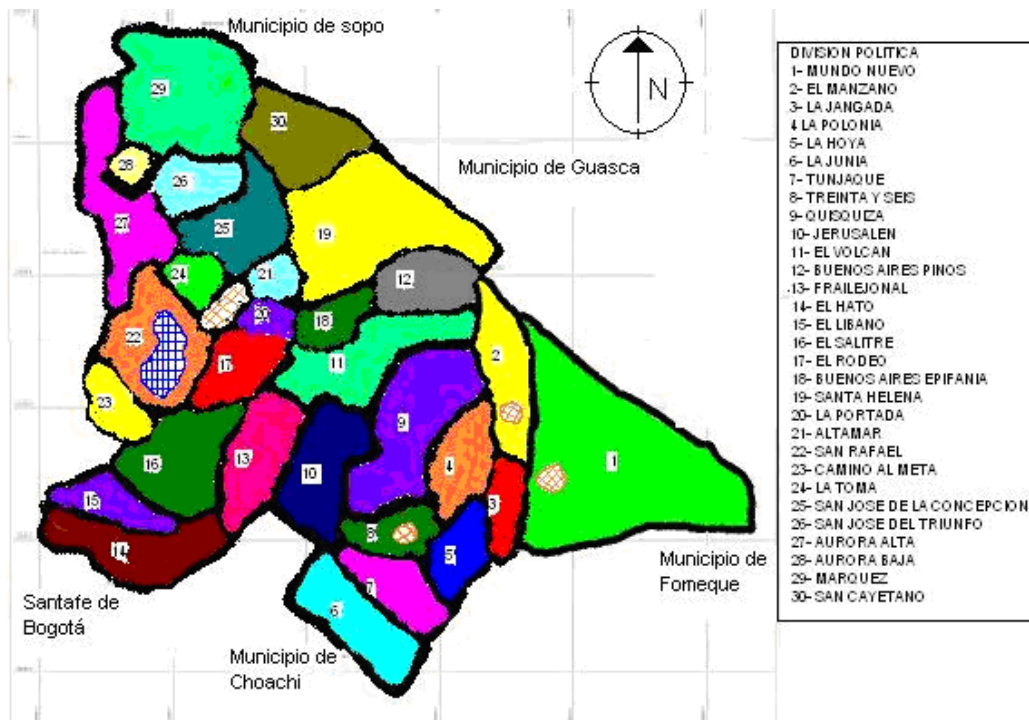 Municipio de sopo
29
30
N
Municipio de Guasca
28
26
27
25
19
24
21
12
20
18
22
17
11
2
23
9
1
16
13
10
4
15
3
14
8
5
7
6
Santafe de
Bogotá
Municipio de
Choachi
Municipio de
Fomeque
DIVISION POLITICA
1- MUNDO NUEVO
2- EL MANZANO
3- LA JANGADA
4 LA POLONIA
5- LA HOYA
6- LA JUNIA
7- TUNJAQUE
8- TREINTA Y SEIS
9- QUISQUIZA
10- JERUSALEN
11- EL VOLCAN
12- BUENOS AIRES PINOS
13- FRAILEJONAL
14- EL HATO
15- EL LIBANO
16- EL SALITRE
17- EL RODEO
18- BUENOS AIRES EPIFANIA
19- SANTA HELENA
20- LA PORTADA
21- ALTAMAR
22- SAN RAFAEL
23- CAMINO AL META
24- LA TOMA
25- SAN JOSE DE LA CONCEPCION
26- SAN JOSE DEL TRIUNFO
27- AURORA ALTA
28- AURORA BAJA
29- MARQUEZ
30- SAN CAYETANO